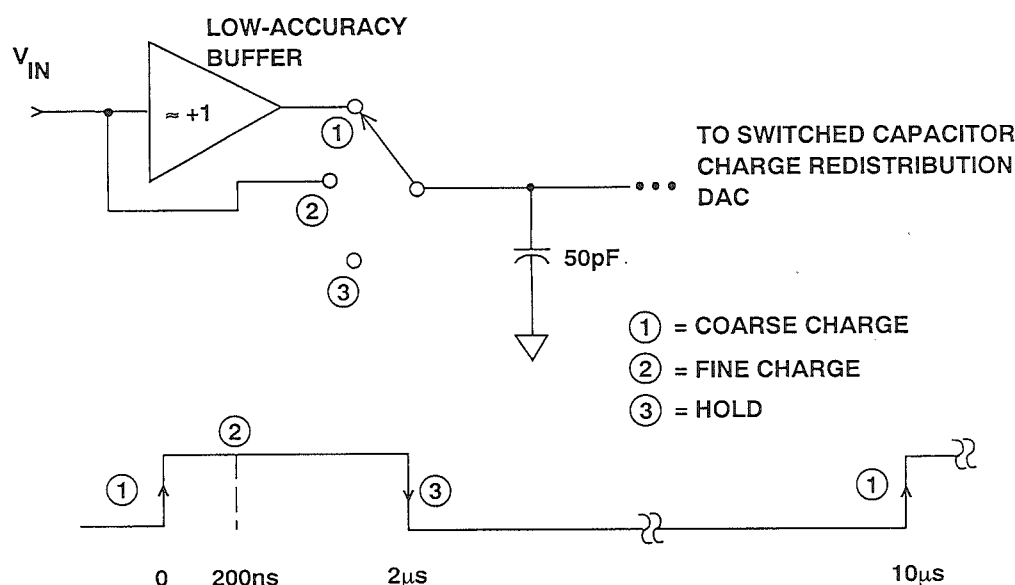 LOW-ACCURACY
BUFFER
VIN
≈ +1
①
②
③
TO SWITCHED CAPACITOR
CHARGE REDISTRIBUTION
DAC
50pF
① = COARSE CHARGE
② = FINE CHARGE
③ = HOLD
② 
① ③ ①
0 200ns 2μs 10μs